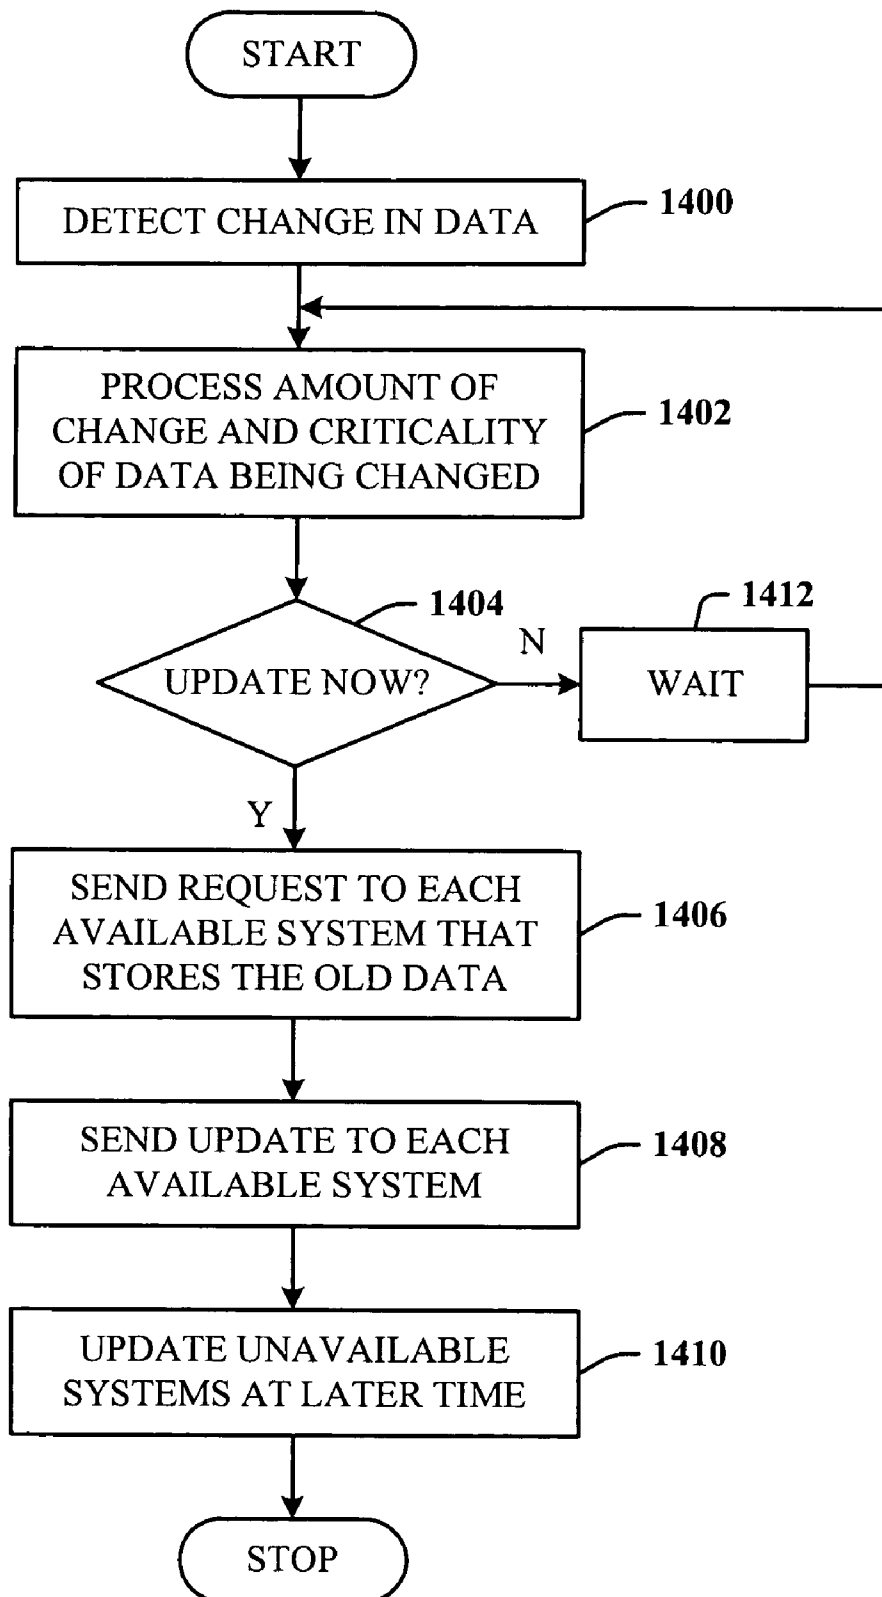 START
DETECT CHANGE IN DATA
1400
PROCESS AMOUNT OF
CHANGE AND CRITICALITY
OF DATA BEING CHANGED
1402
UPDATE NOW?
1404
N
1412
WAIT
Y
SEND REQUEST TO EACH
AVAILABLE SYSTEM THAT
STORES THE OLD DATA
1406
SEND UPDATE TO EACH
AVAILABLE SYSTEM
1408
UPDATE UNAVAILABLE
SYSTEMS AT LATER TIME
1410
STOP